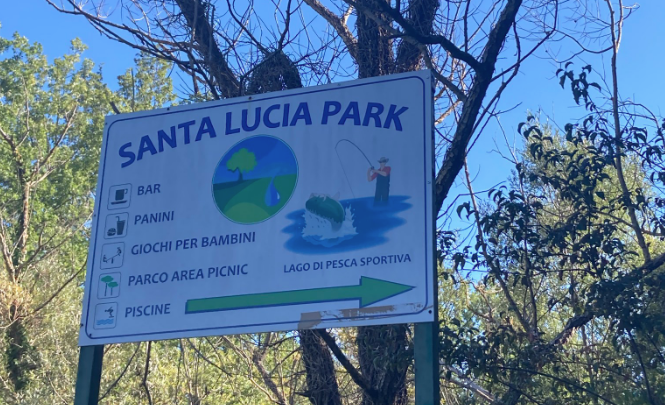 SANTA LUCIA PARK
BAR
PANINI
GIOCHI PER BAMBINI
PARCO AREA PICNIC
PISCINE
LAGO DI PESCA SPORTIVA